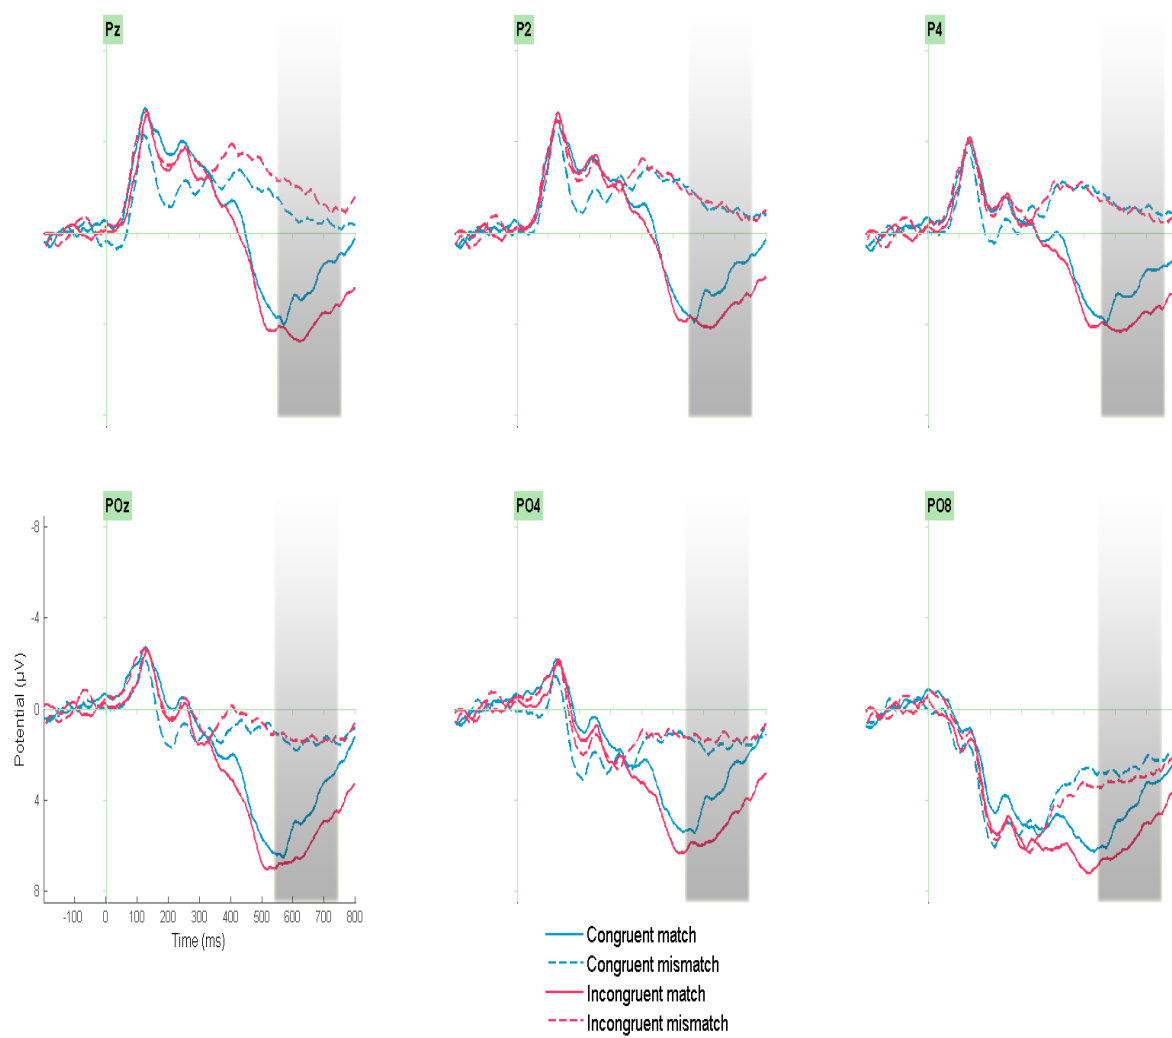 Pz
P2
P4
POz
PO4
PO8
-8
-4
0
4
8
Potential (µV)
-100 0 100 200 300 400 500 600 700 800
Time (ms)
Congruent match
Congruent mismatch
Incongruent match
Incongruent mismatch